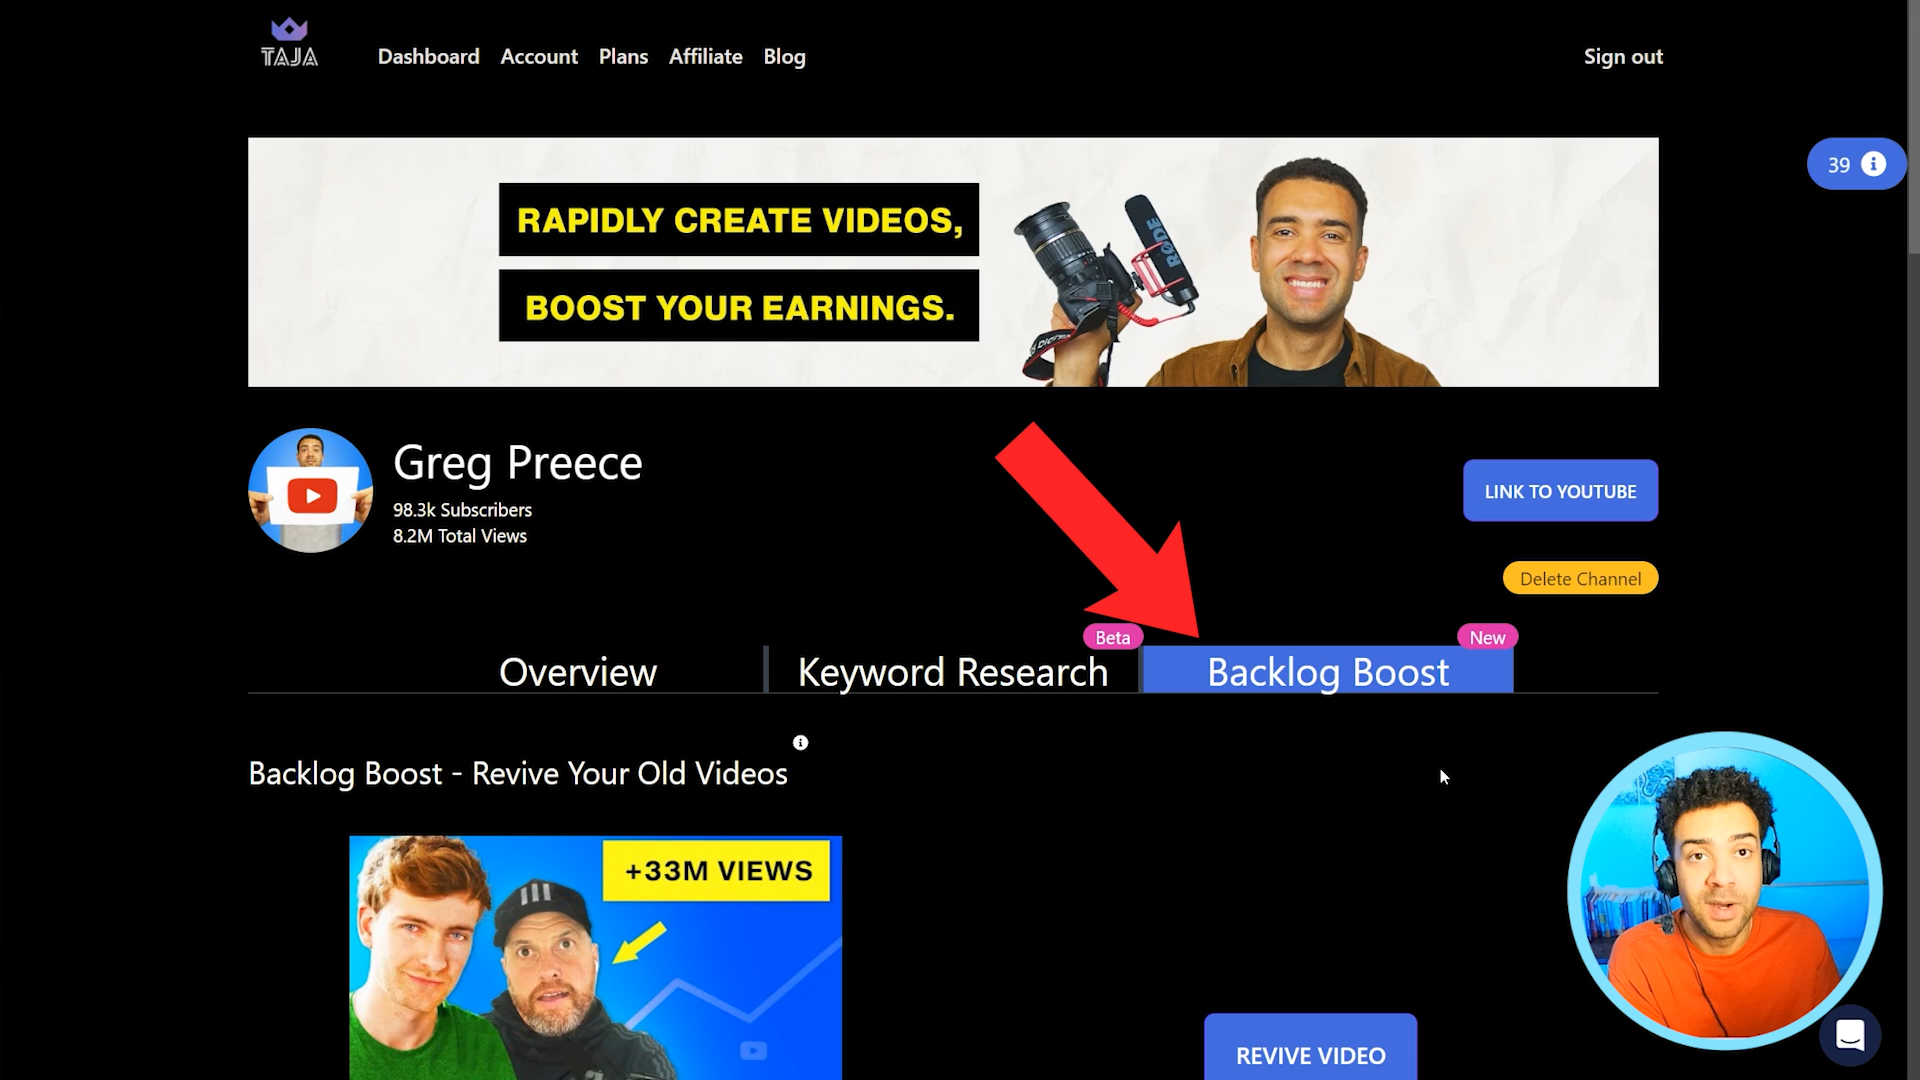 TAJA
Dashboard Account Plans Affiliate Blog
Sign out
39
RAPIDLY CREATE VIDEOS,
BOOST YOUR EARNINGS.
RØDE
Greg Preece
98.3k Subscribers
8.2M Total Views
LINK TO YOUTUBE
Delete Channel
Beta
New
Overview
Keyword Research
Backlog Boost
Backlog Boost - Revive Your Old Videos
+33M VIEWS
REVIVE VIDEO